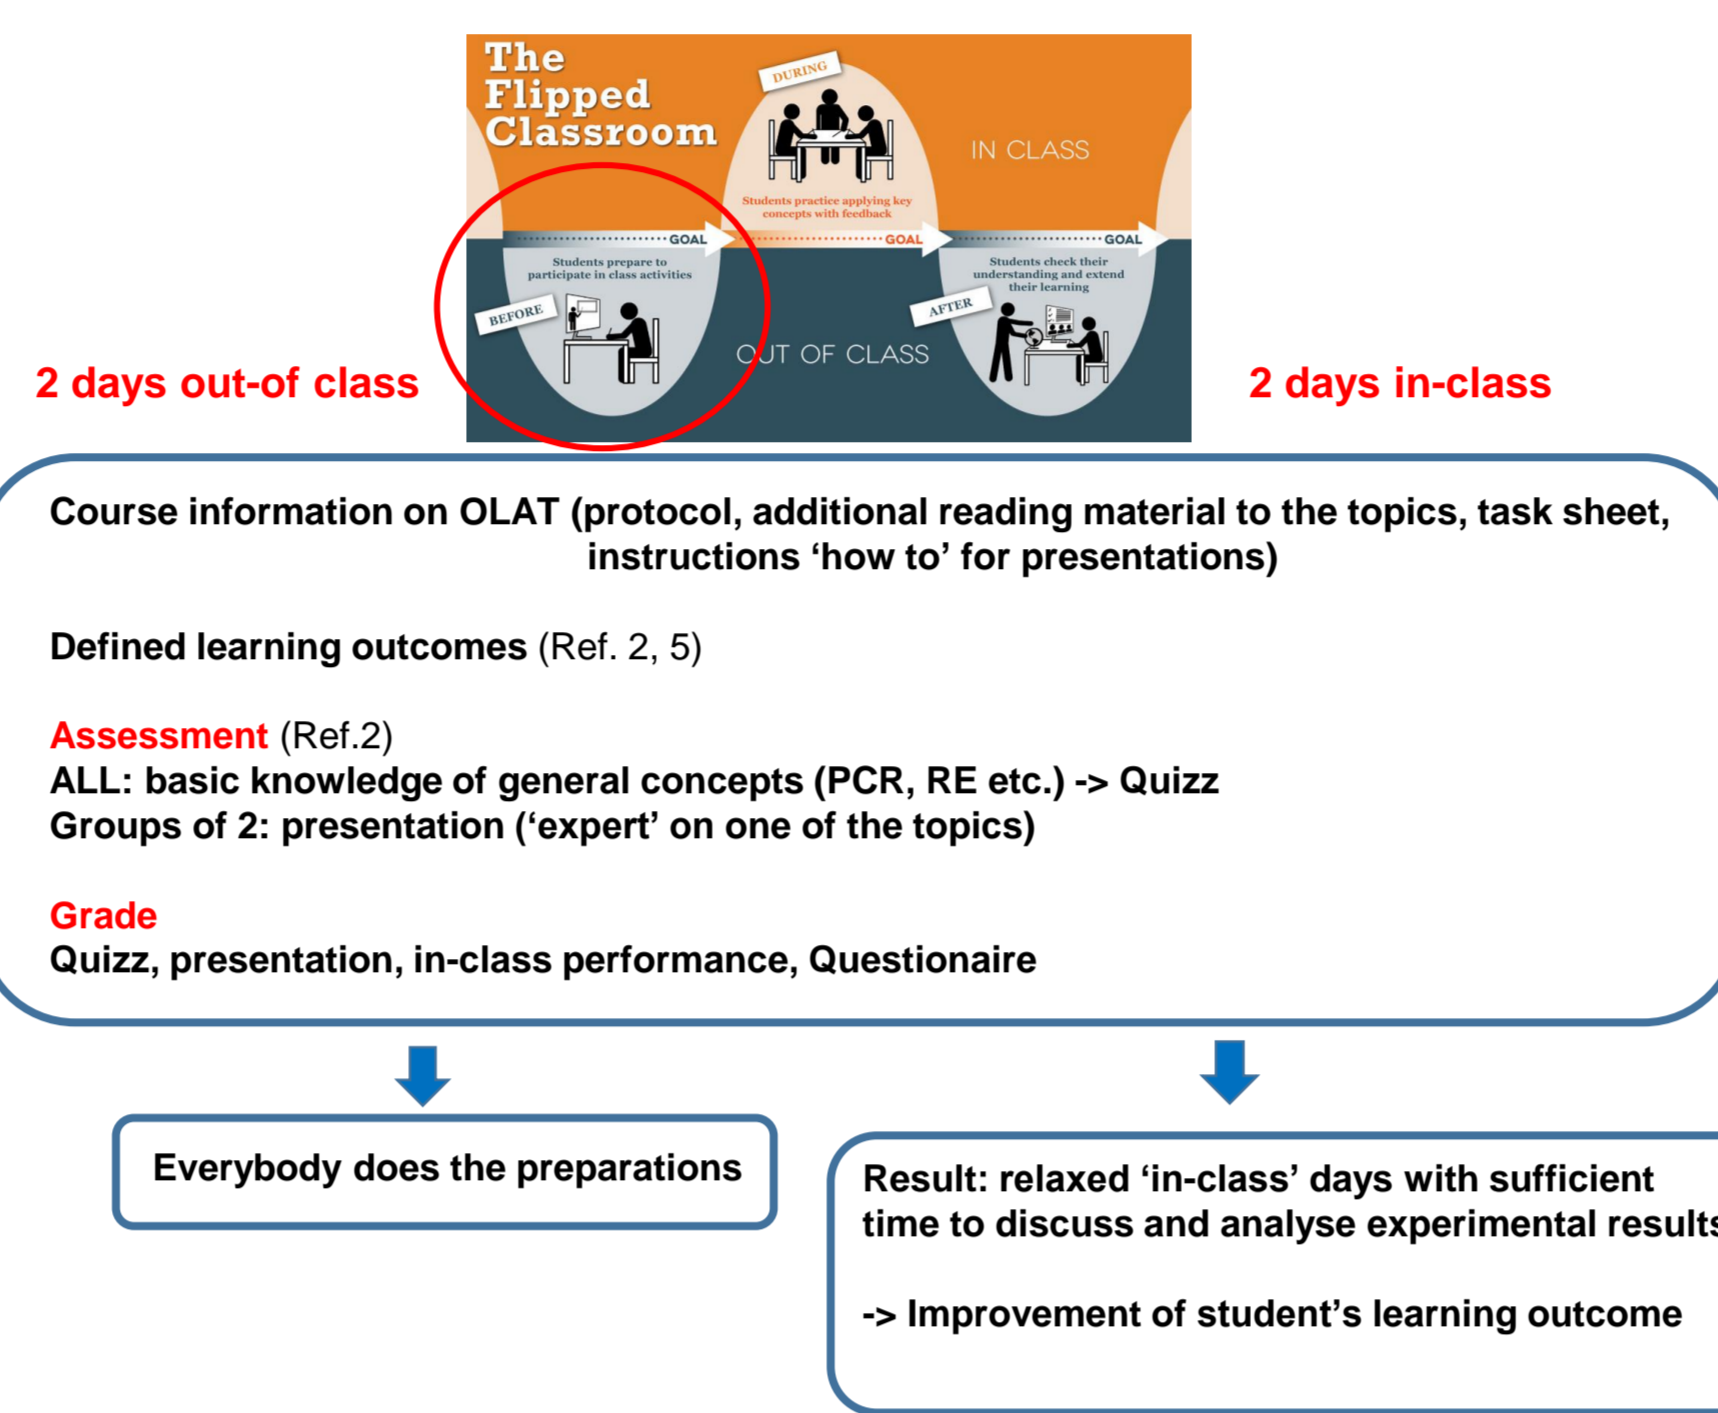 The
Flipped
Classroom
DURING
IN CLASS
Students practice applying key
concepts with feedback
GOAL
GOAL
GOAL
Students prepare to
participate in class activities
BEFORE
Students check their
understanding and extend
their learning
AFTER
OUT OF CLASS
2 days out-of class
2 days in-class
Course information on OLAT (protocol, additional reading material to the topics, task sheet,
instructions ‘how to’ for presentations)
Defined learning outcomes (Ref. 2, 5)
Assessment (Ref.2)
ALL: basic knowledge of general concepts (PCR, RE etc.) -> Quizz
Groups of 2: presentation (‘expert’ on one of the topics)
Grade
Quizz, presentation, in-class performance, Questionaire
Everybody does the preparations
Result: relaxed ‘in-class’ days with sufficient
time to discuss and analyse experimental results
-> Improvement of student’s learning outcome